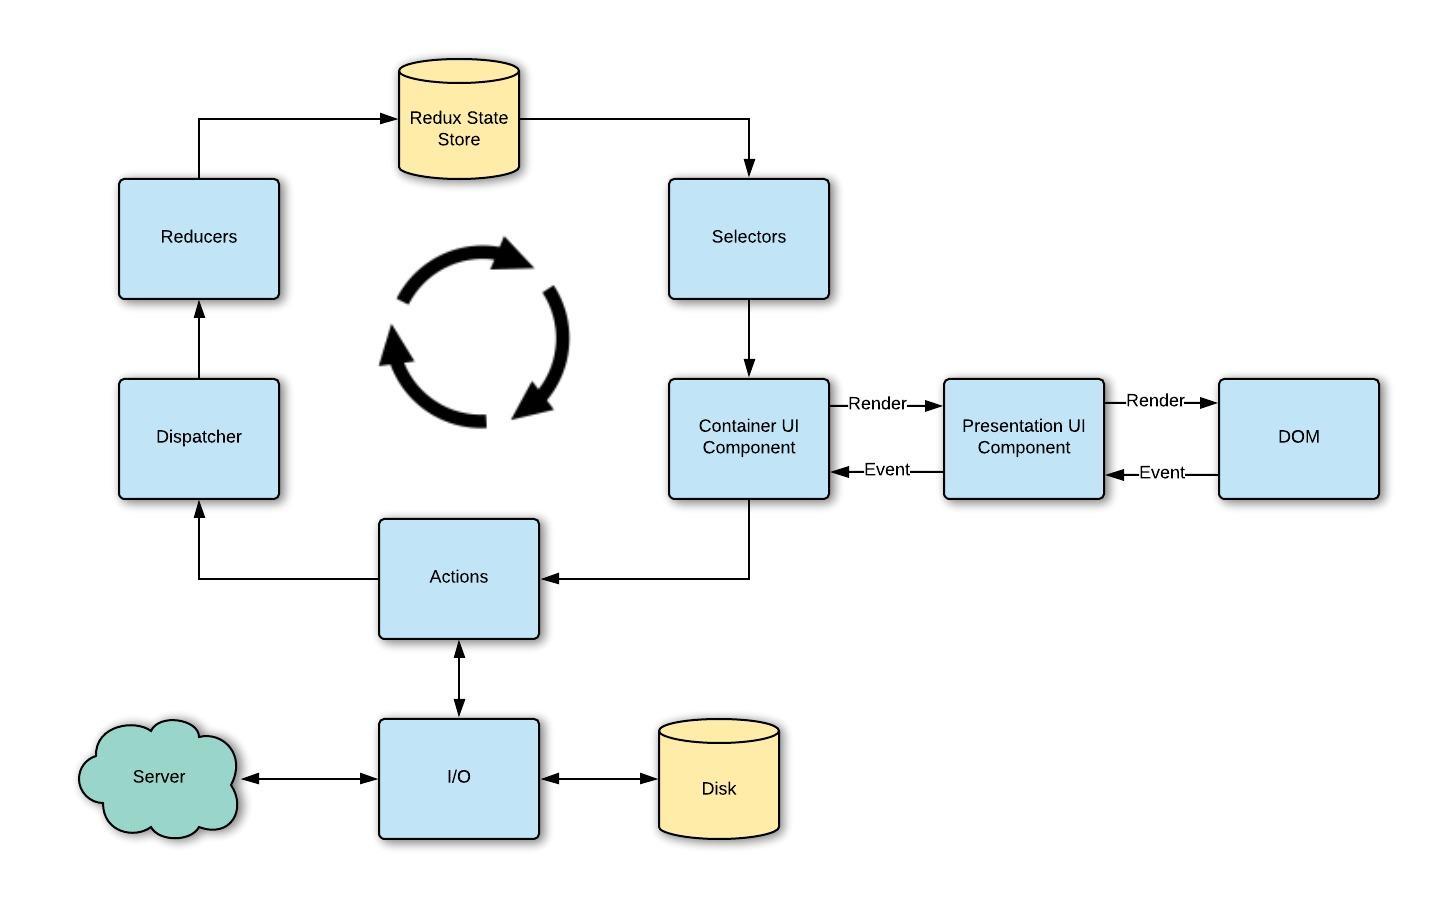 Redux State
Store
Reducers
Selectors
Dispatcher
Container UI
Component
Render
Event
Presentation UI
Component
Render
Event
DOM
Actions
Server
I/O
Disk